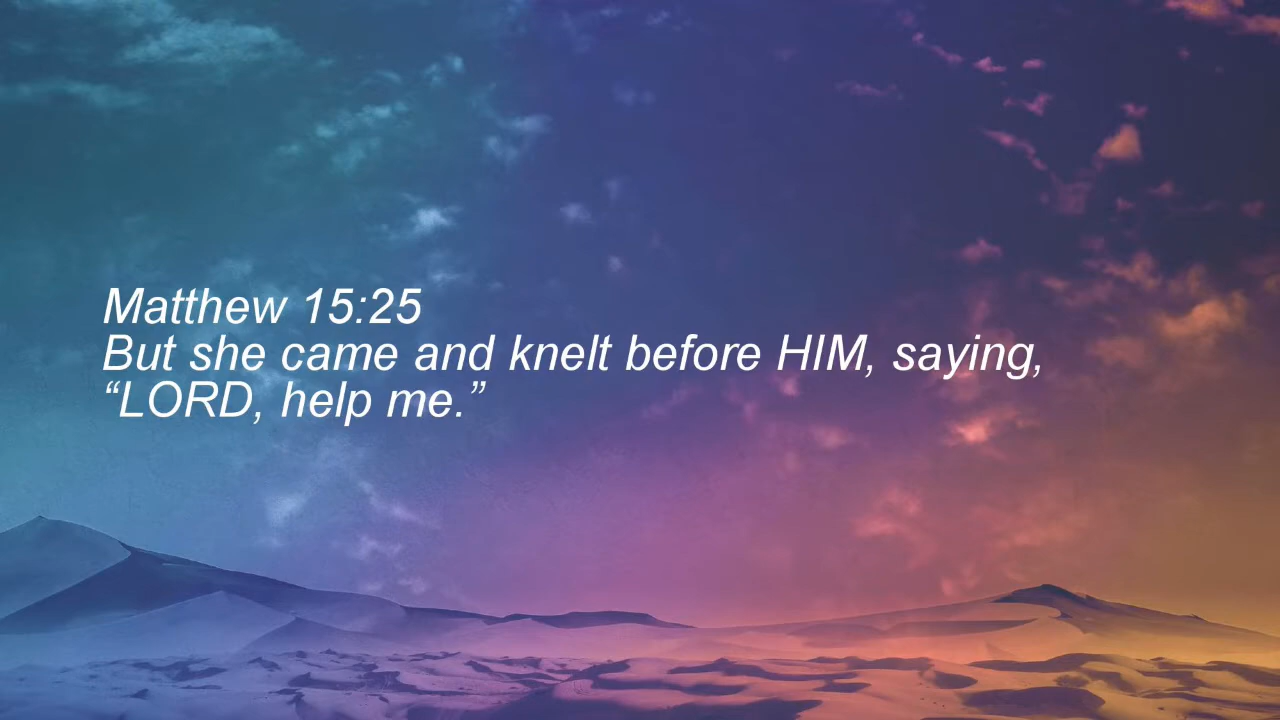 Matthew 15:25
But she came and knelt before HIM, saying,
“LORD, help me.”